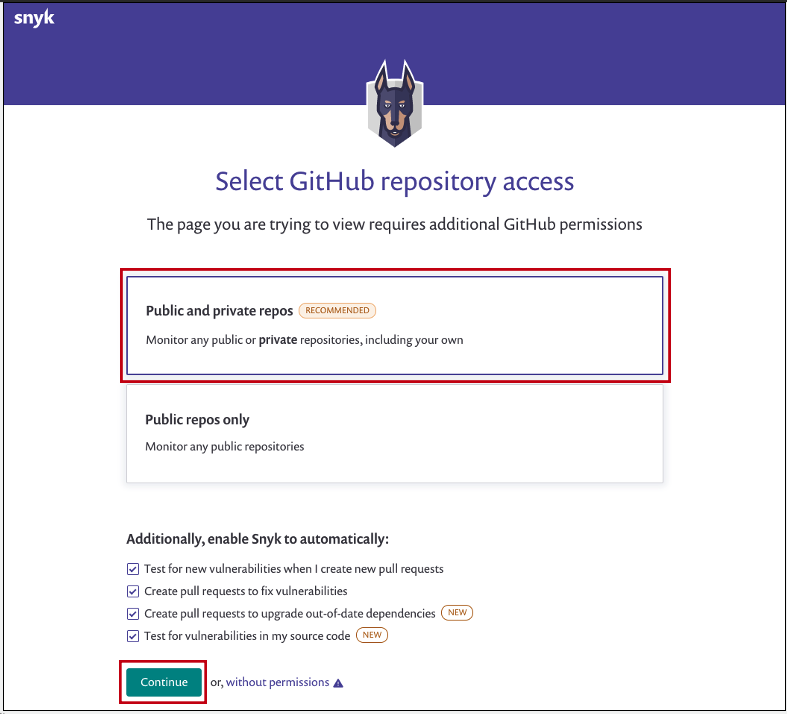 snyk
Select GitHub repository access
The page you are trying to view requires additional GitHub permissions
Public and private repos RECOMMENDED
Monitor any public or private repositories, including your own
Public repos only
Monitor any public repositories
Additionally, enable Snyk to automatically:
Test for new vulnerabilities when I create new pull requests
Create pull requests to fix vulnerabilities
Create pull requests to upgrade out-of-date dependencies NEW
Test for vulnerabilities in my source code NEW
Continue or, without permissions